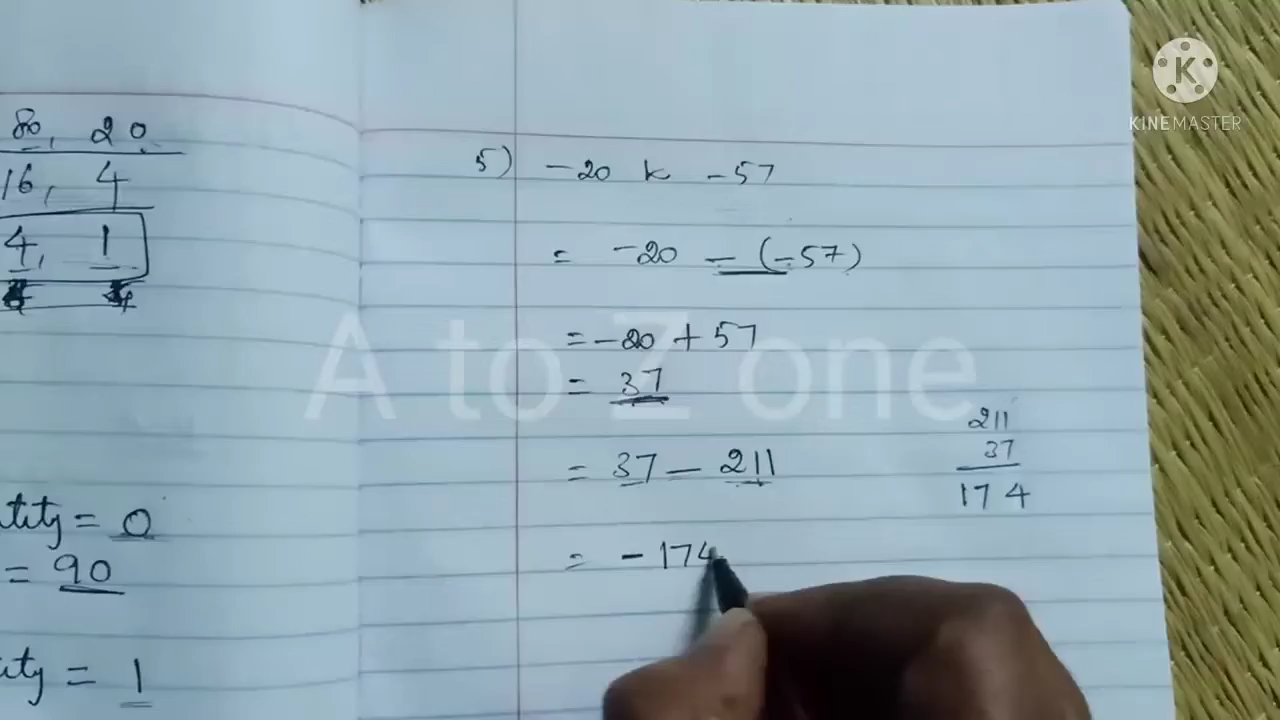 80, 20
16, 4
4, 1
tity = 0
= 90
ity = 1
5) -20 k -57
= -20 - (-57)
= -20 + 57
= 37
= 37 - 211
= - 174
211
37
174
A to Z one
KINEMASTER